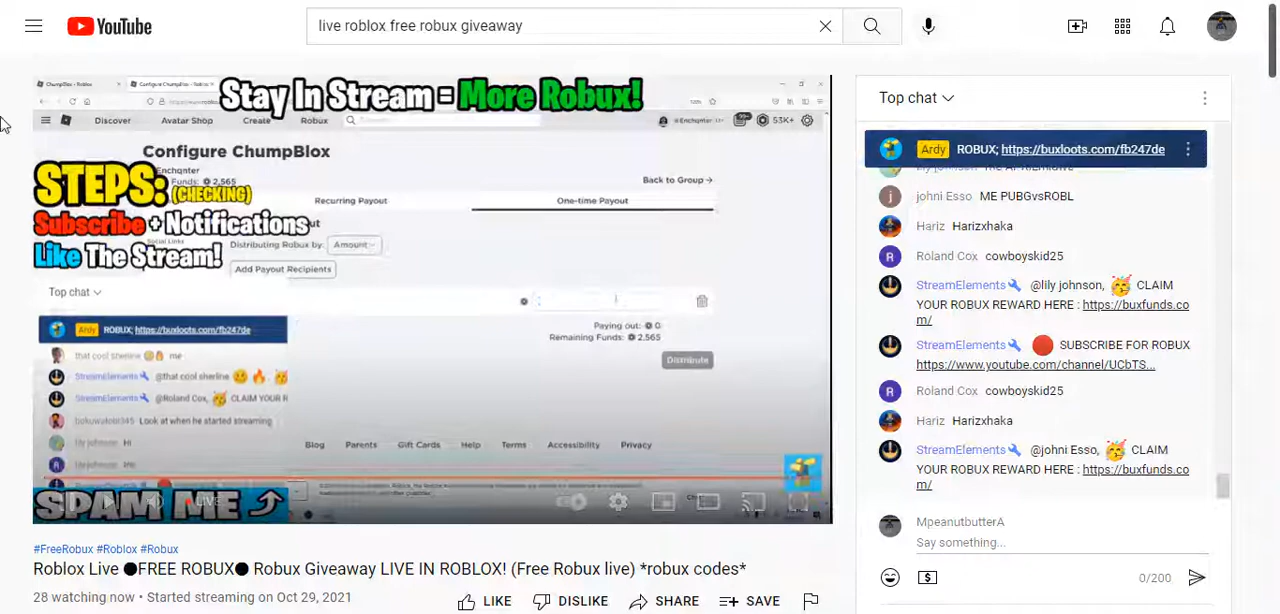 YouTube
live roblox free robux giveaway
Stay In Stream = More Robux!
Discover Avatar Shop Create Robux
53K+
Configure ChumpBlox
Enchqnter
Funds: 2,565
Back to Group →
STEPS: (CHECKING)
Recurring Payout One-time Payout
Subscribe + Notifications
Distributing Robux by: Amount
Like The Stream!
Add Payout Recipients
Top chat
Paying out: 0
Remaining Funds: 2,565
Distribute
Ardy ROBUX; https://buxloots.com/fb247de
that cool sherline me
StreamElements @that cool sherline
StreamElements @Roland Cox, CLAIM YOUR R
Look at when he started streaming
lily johnson Hi
Blog Parents Gift Cards Help Terms Accessibility Privacy
SPAM ME
LIVE
#FreeRobux #Roblox #Robux
Roblox Live ●FREE ROBUX● Robux Giveaway LIVE IN ROBLOX! (Free Robux live) *robux codes*
28 watching now • Started streaming on Oct 29, 2021
LIKE DISLIKE SHARE SAVE
Top chat
Ardy ROBUX; https://buxloots.com/fb247de
johni Esso ME PUBGvsROBL
Hariz Harizxhaka
Roland Cox cowboyskid25
StreamElements @lily johnson, 🥳 CLAIM
YOUR ROBUX REWARD HERE : https://buxfunds.co
m/
StreamElements 🔴 SUBSCRIBE FOR ROBUX
https://www.youtube.com/channel/UCbTS...
Roland Cox cowboyskid25
Hariz Harizxhaka
StreamElements @johni Esso, 🥳 CLAIM
YOUR ROBUX REWARD HERE : https://buxfunds.co
m/
MpeanutbutterA
Say something...
0/200